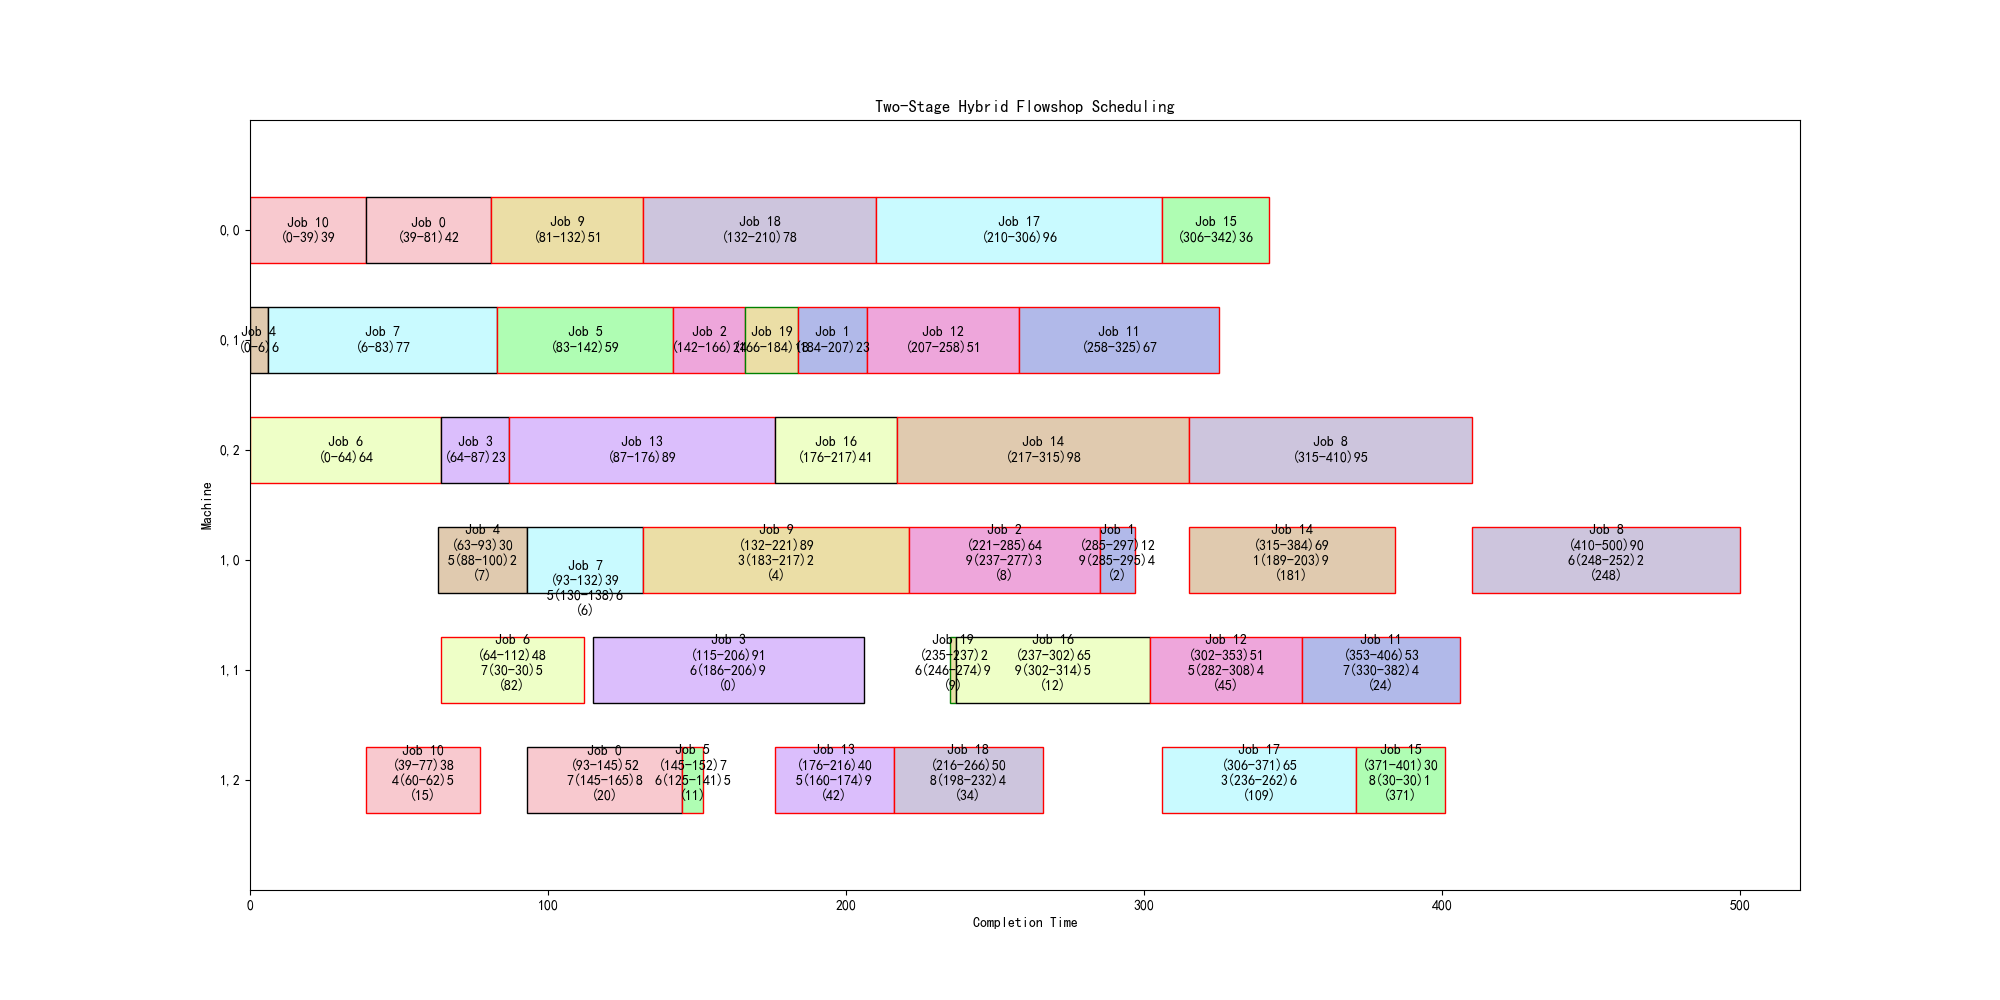 Two-Stage Hybrid Flowshop Scheduling
0,0
Job 10
(0-39)39
Job 0
(39-81)42
Job 9
(81-132)51
Job 18
(132-210)78
Job 17
(210-306)96
Job 15
(306-342)36
0,1
Job 4
(0-6)6
Job 7
(6-83)77
Job 5
(83-142)59
Job 2
(142-166)24
Job 19
(166-184)18
Job 1
(184-207)23
Job 12
(207-258)51
Job 11
(258-325)67
0,2
Job 6
(0-64)64
Job 3
(64-87)23
Job 13
(87-176)89
Job 16
(176-217)41
Job 14
(217-315)98
Job 8
(315-410)95
Machine
1,0
Job 4
(63-93)30
5(88-100)2
(7)
Job 7
(93-132)39
5(130-138)6
(6)
Job 9
(132-221)89
3(183-217)2
(4)
Job 2
(221-285)64
9(237-277)3
(8)
Job 1
(285-297)12
9(285-295)4
(2)
Job 14
(315-384)69
1(189-203)9
(181)
Job 8
(410-500)90
6(248-252)2
(248)
1,1
Job 6
(64-112)48
7(30-30)5
(82)
Job 3
(115-206)91
6(186-206)9
(0)
Job 19
(235-237)2
6(246-274)9
(9)
Job 16
(237-302)65
9(302-314)5
(12)
Job 12
(302-353)51
5(282-308)4
(45)
Job 11
(353-406)53
7(330-382)4
(24)
1,2
Job 10
(39-77)38
4(60-62)5
(15)
Job 0
(93-145)52
7(145-165)8
(20)
Job 5
(145-152)7
6(125-141)5
(11)
Job 13
(176-216)40
5(160-174)9
(42)
Job 18
(216-266)50
8(198-232)4
(34)
Job 17
(306-371)65
3(236-262)6
(109)
Job 15
(371-401)30
8(30-30)1
(371)
0
100
200
300
400
500
Completion Time